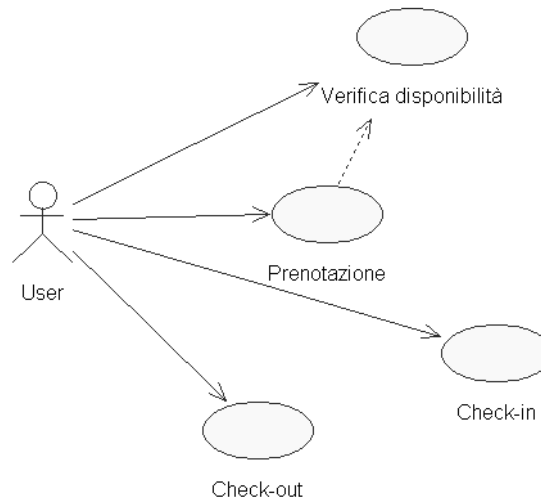 Verifica disponibilità
Prenotazione
User
Check-in
Check-out